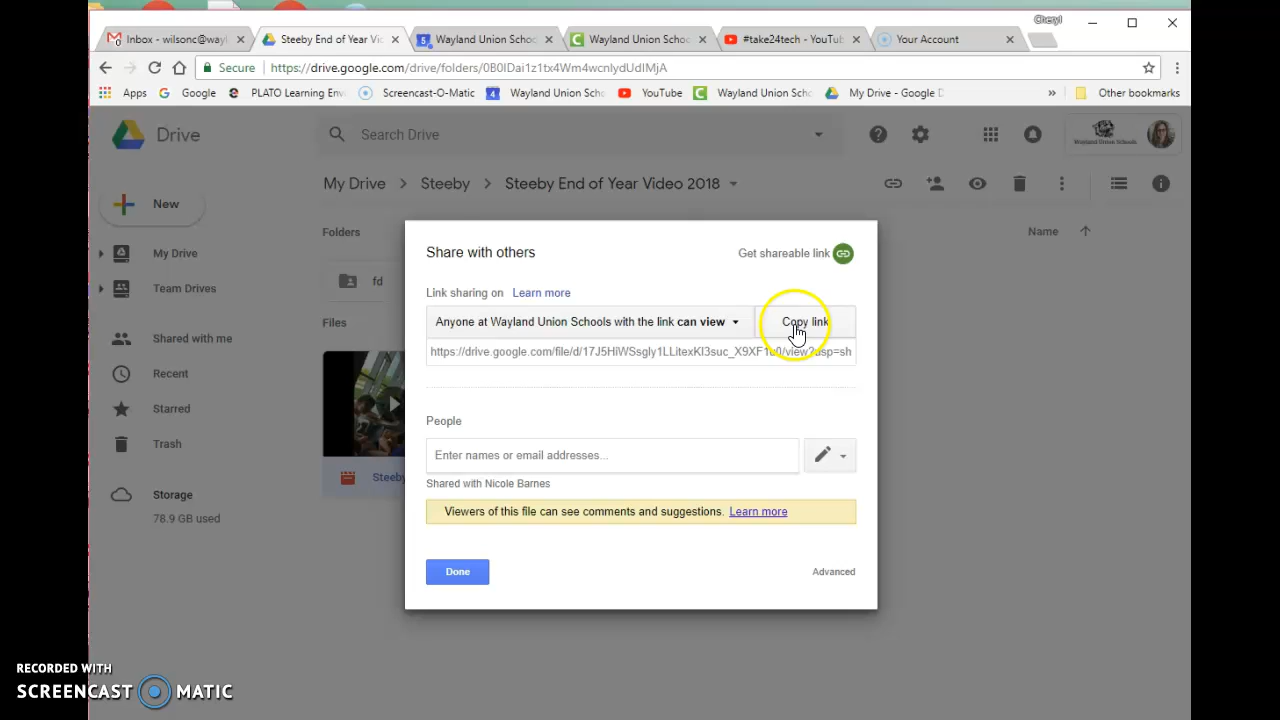 Cheryl
Inbox - wilsonc@wayl
Steeby End of Year Vi
Wayland Union Schoo
Wayland Union Schoo
#take24tech - YouTub
Your Account
Secure
https://drive.google.com/drive/folders/0B0IDai1z1tx4Wm4wcnlydUdIMjA
Apps
Google
PLATO Learning Env
Screencast-O-Matic
Wayland Union Scho
YouTube
Wayland Union Scho
My Drive - Google D
»
Other bookmarks
Drive
Search Drive
Wayland Union Schools
My Drive > Steeby > Steeby End of Year Video 2018
New
My Drive
Team Drives
Shared with me
Recent
Starred
Trash
Storage
78.9 GB used
Folders
Name
fd
Files
Steeby
Share with others
Get shareable link
Link sharing on Learn more
Anyone at Wayland Union Schools with the link can view
Copy link
People
Enter names or email addresses...
Shared with Nicole Barnes
Viewers of this file can see comments and suggestions. Learn more
Done
Advanced
RECORDED WITH
SCREENCAST MATIC